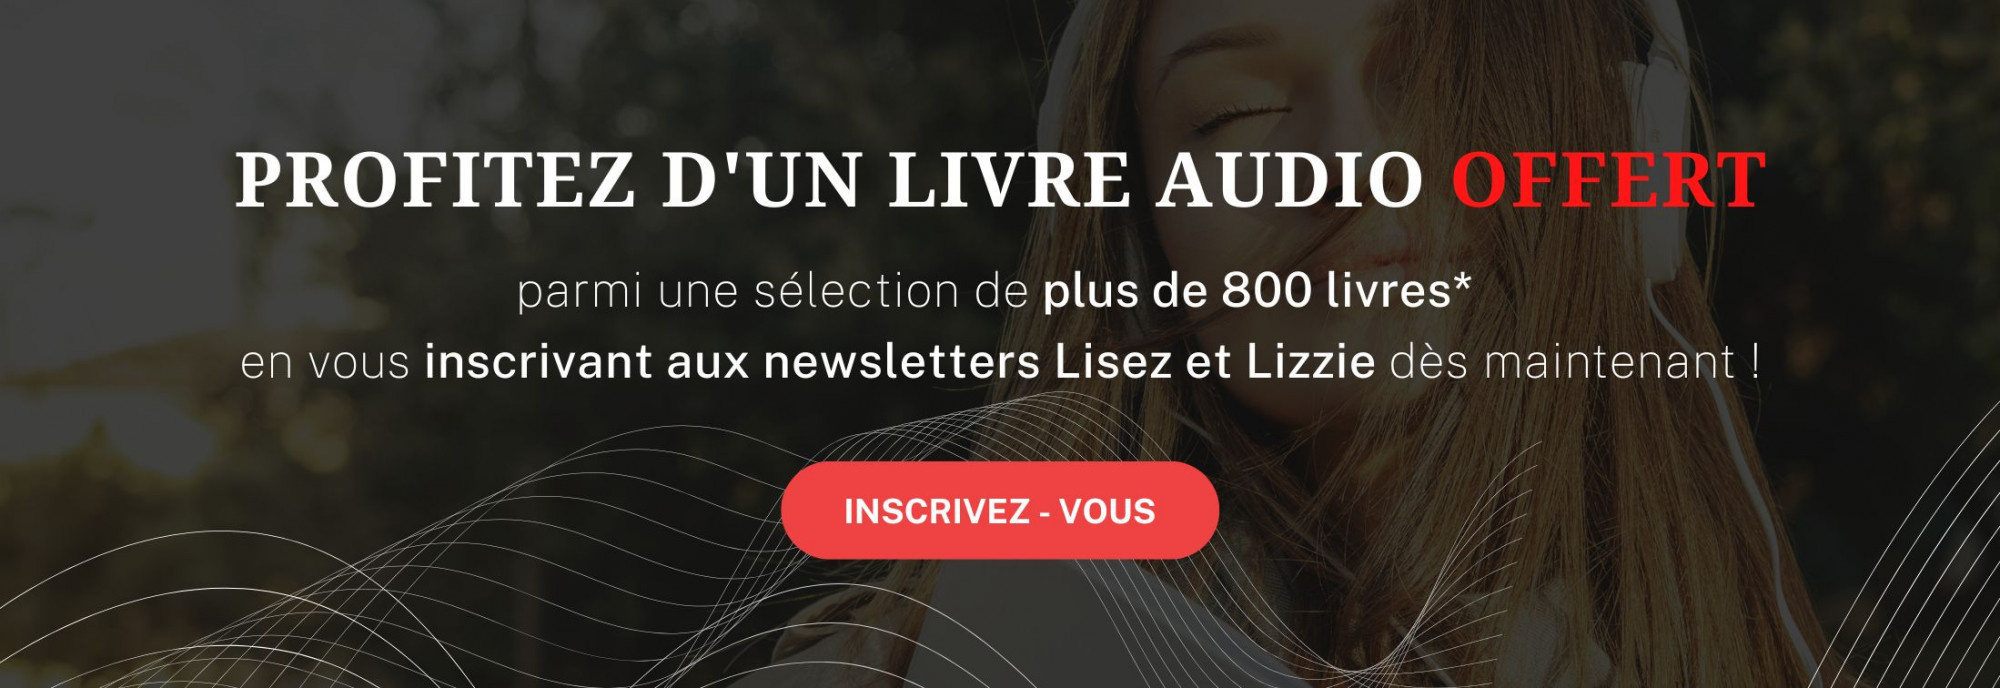 PROFITEZ D'UN LIVRE AUDIO OFFERT
parmi une sélection de plus de 800 livres*
en vous inscrivant aux newsletters Lisez et Lizzie dès maintenant !
INSCRIVEZ - VOUS